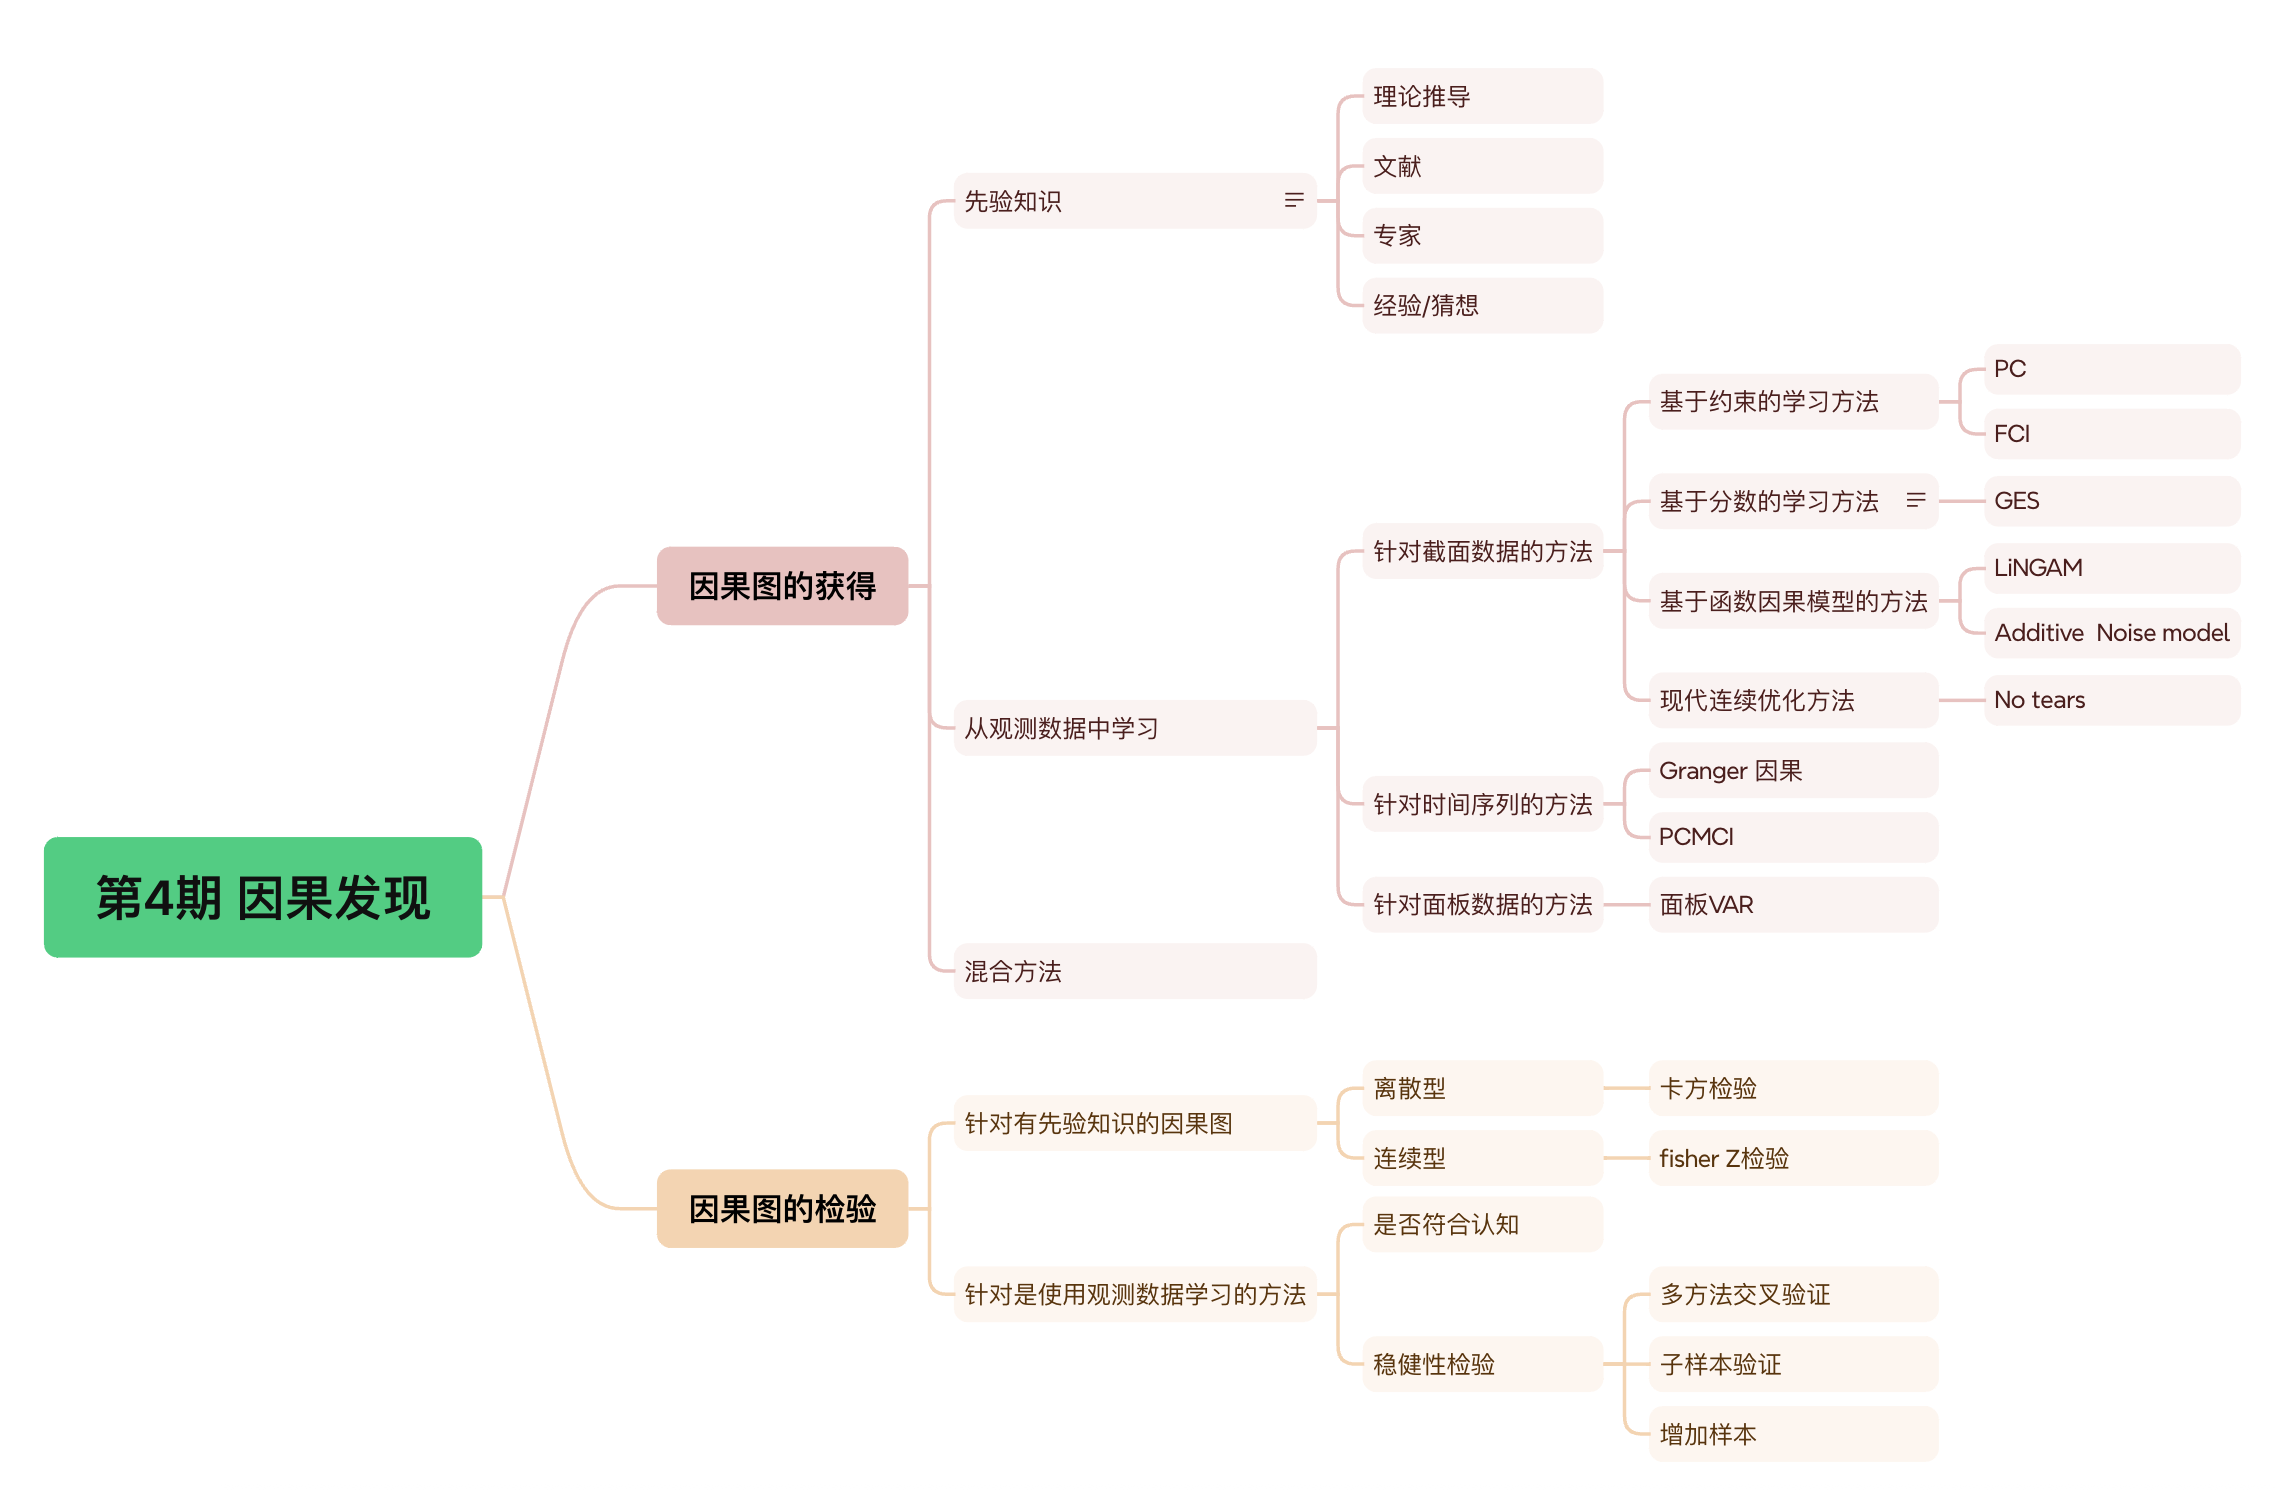 第4期 因果发现
因果图的获得
先验知识
理论推导
文献
专家
经验/猜想
从观测数据中学习
针对截面数据的方法
基于约束的学习方法
PC
FCI
基于分数的学习方法
GES
基于函数因果模型的方法
LiNGAM
Additive  Noise model
现代连续优化方法
No tears
针对时间序列的方法
Granger 因果
PCMCI
针对面板数据的方法
面板VAR
混合方法
因果图的检验
针对有先验知识的因果图
离散型
卡方检验
连续型
fisher Z检验
针对是使用观测数据学习的方法
是否符合认知
稳健性检验
多方法交叉验证
子样本验证
增加样本